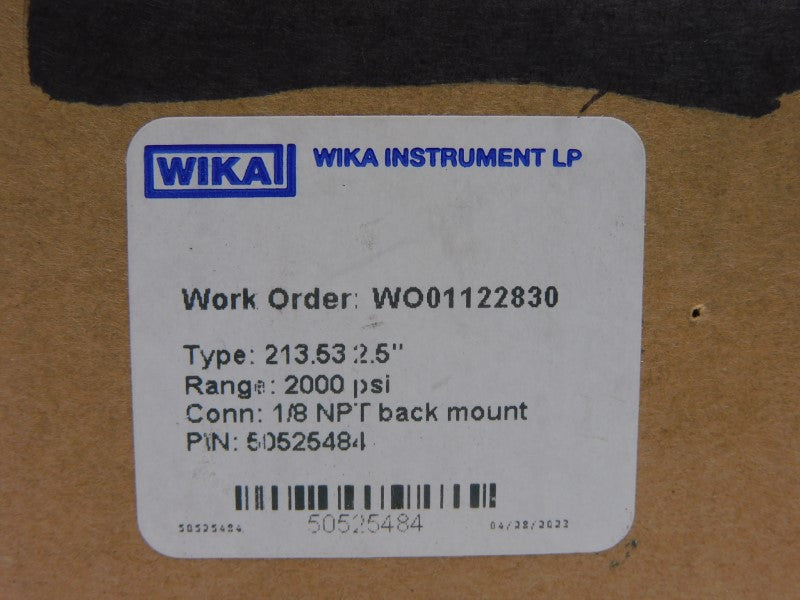 WIKA
WIKA INSTRUMENT LP
Work Order: WO01122830
Type: 213.53 2.5"
Range: 2000 psi
Conn: 1/8 NPT back mount
P\N: 50525484
50525484 50525484 04/28/2023